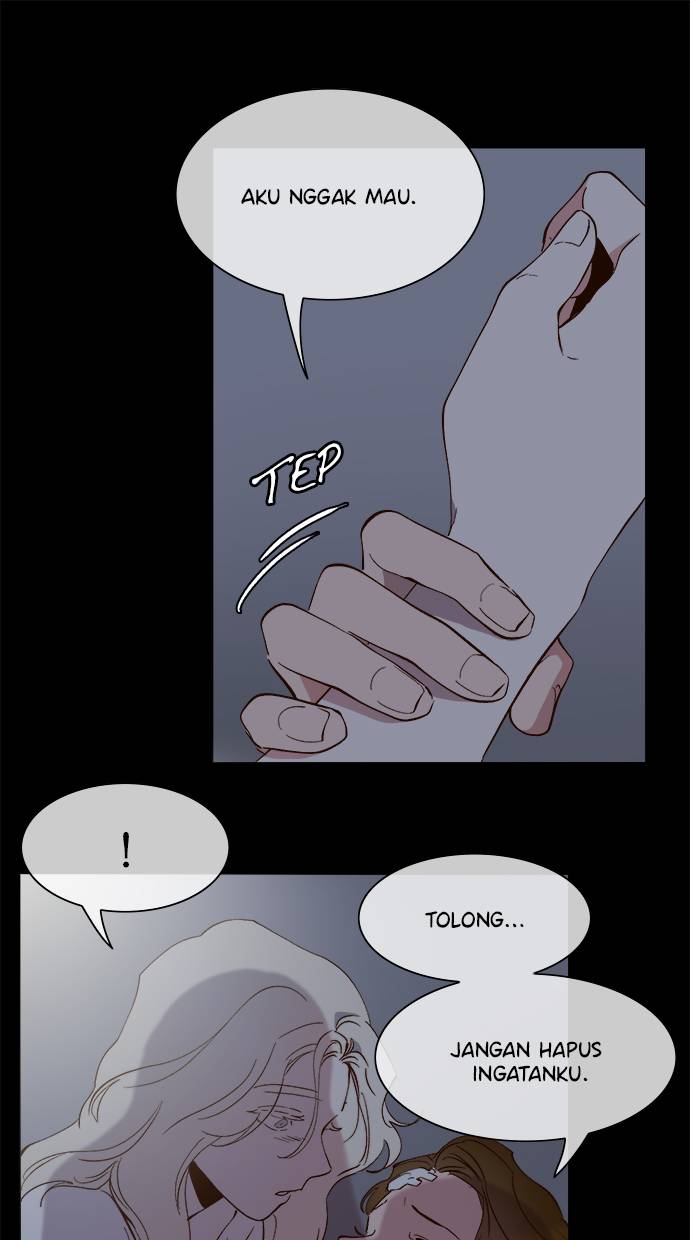 AKU NGGAK MAU.
TEP
!
TOLONG...
JANGAN HAPUS
INGATANKU.